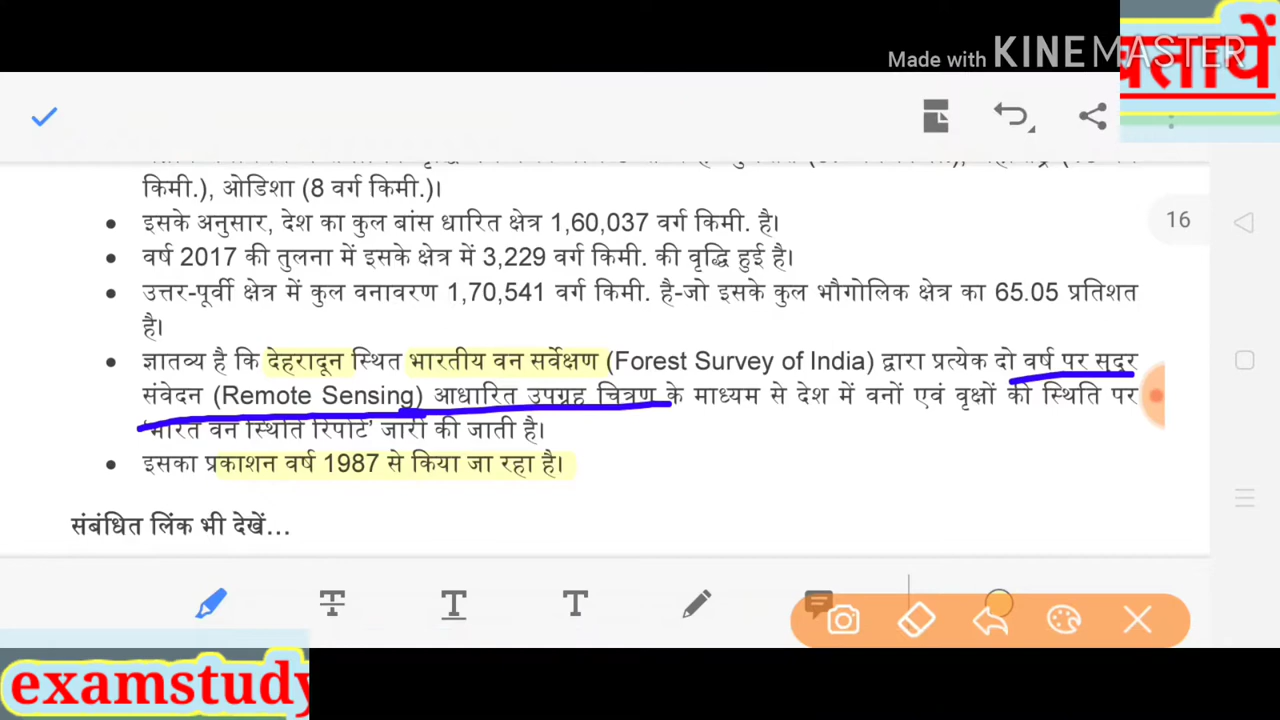 Made with KINEMASTER
बतायें
किमी.), ओडिशा (8 वर्ग किमी.)।
16
इसके अनुसार, देश का कुल बांस धारित क्षेत्र 1,60,037 वर्ग किमी. है।
वर्ष 2017 की तुलना में इसके क्षेत्र में 3,229 वर्ग किमी. की वृद्धि हुई है।
उत्तर-पूर्वी क्षेत्र में कुल वनावरण 1,70,541 वर्ग किमी. है-जो इसके कुल भौगोलिक क्षेत्र का 65.05 प्रतिशत
है।
ज्ञातव्य है कि देहरादून स्थित भारतीय वन सर्वेक्षण (Forest Survey of India) द्वारा प्रत्येक दो वर्ष पर सुदूर
संवेदन (Remote Sensing) आधारित उपग्रह चित्रण के माध्यम से देश में वनों एवं वृक्षों की स्थिति पर
'भारत वन स्थिति रिपोर्ट' जारी की जाती है।
इसका प्रकाशन वर्ष 1987 से किया जा रहा है।
संबंधित लिंक भी देखें...
T T T
examstudy